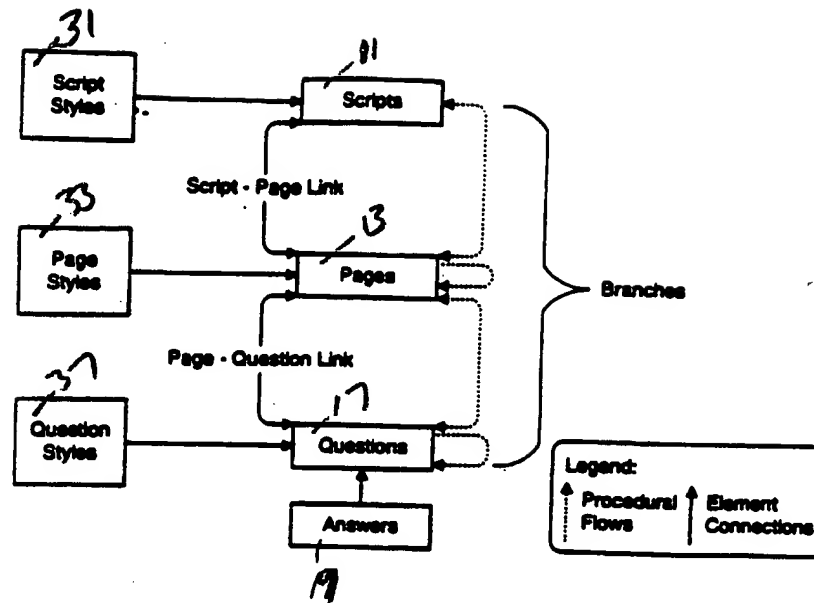 31
11
Script
Styles
Scripts
Script - Page Link
33
13
Page
Styles
Pages
Branches
Page - Question Link
37
17
Question
Styles
Questions
Answers
19
Legend:
Procedural
Flows
Element
Connections